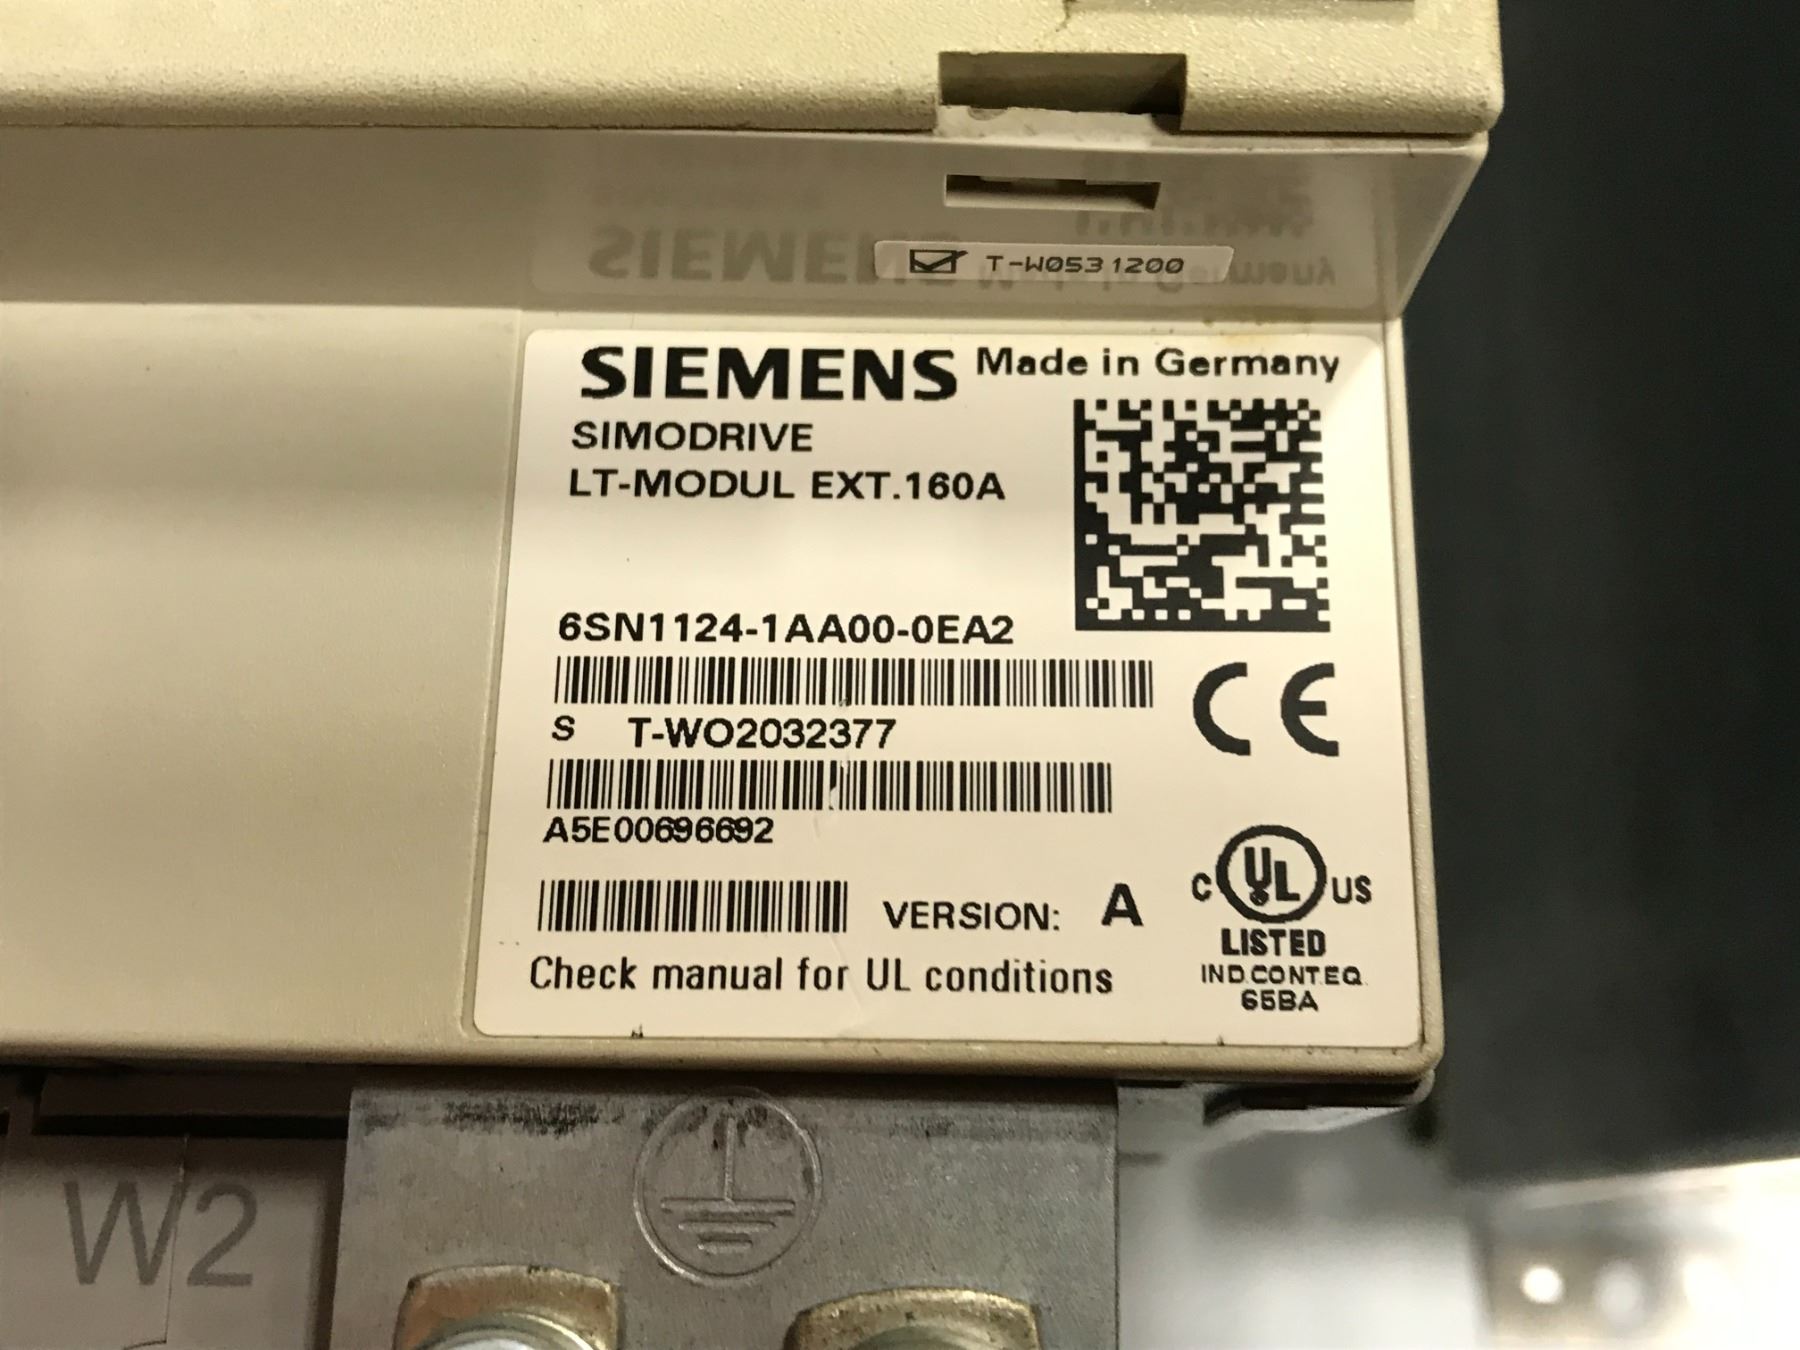 T-W0531200
SIEMENS Made in Germany
SIMODRIVE
LT-MODUL EXT.160A
6SN1124-1AA00-0EA2
S T-WO2032377
A5E00696692
VERSION: A
Check manual for UL conditions
C UL US
LISTED
IND.CONT.EQ.
65BA
CE
W2